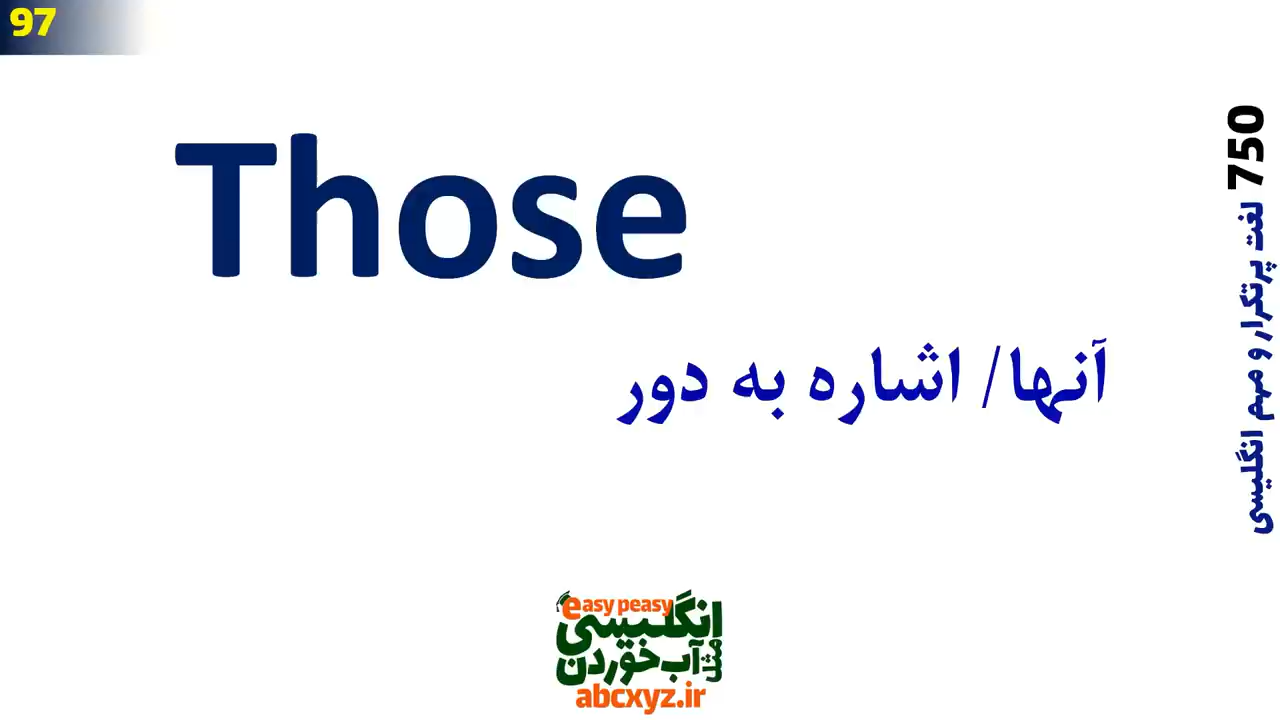 97
Those
آنها/ اشاره به دور
750 لغت پرتکرار و مهم انگلیسی
easy peasy
انگلیسی
مثل آب خوردن
abcxyz.ir